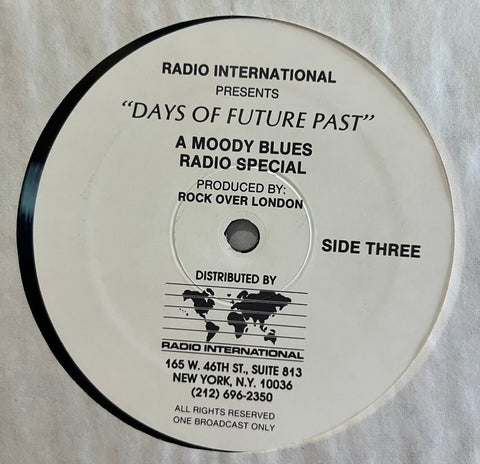 RADIO INTERNATIONAL
PRESENTS
"DAYS OF FUTURE PAST"
A MOODY BLUES
RADIO SPECIAL
PRODUCED BY:
ROCK OVER LONDON
SIDE THREE
DISTRIBUTED BY
RADIO INTERNATIONAL
165 W. 46TH ST., SUITE 813
NEW YORK, N.Y. 10036
(212) 696-2350
ALL RIGHTS RESERVED
ONE BROADCAST ONLY